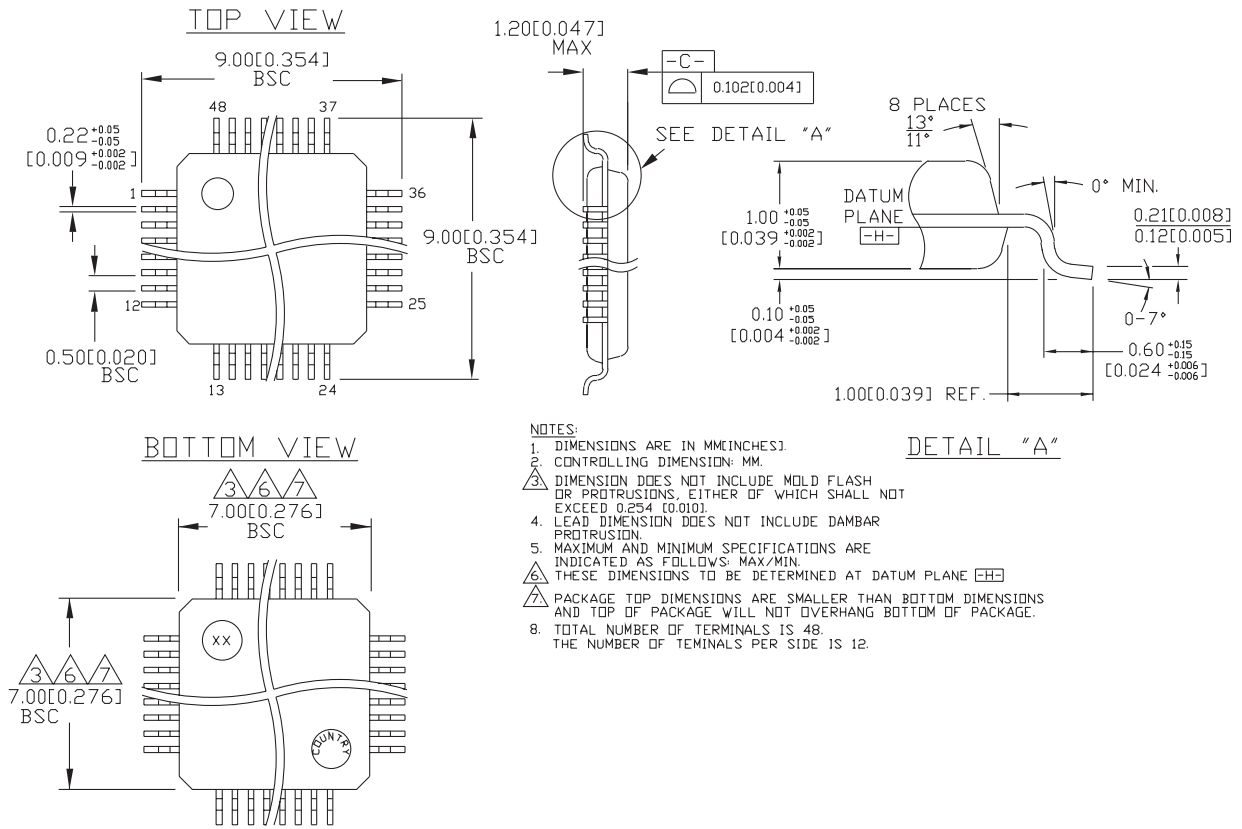 TOP VIEW
9.00[0.354]
BSC
48
37
0.22 +0.05
-0.05
[0.009 +0.002
-0.002 ]
1
36
9.00[0.354]
BSC
12
25
0.50[0.020]
BSC
13
24
1.20[0.047]
MAX
-C-
0.102[0.004]
SEE DETAIL "A"
8 PLACES
13°
11°
DATUM
PLANE
-H-
0° MIN.
0.21[0.008]
0.12[0.005]
1.00 +0.05
-0.05
[0.039 +0.002
-0.002 ]
0.10 +0.05
-0.05
[0.004 +0.002
-0.002 ]
0-7°
0.60 +0.15
-0.15
[0.024 +0.006
-0.006 ]
1.00[0.039] REF.
DETAIL "A"
BOTTOM VIEW
3 6 7
7.00[0.276]
BSC
3 6 7
7.00[0.276]
BSC
XX
COUNTRY
NOTES:
1. DIMENSIONS ARE IN MM[INCHES].
2. CONTROLLING DIMENSION: MM.
3. DIMENSION DOES NOT INCLUDE MOLD FLASH
OR PROTRUSIONS, EITHER OF WHICH SHALL NOT
EXCEED 0.254 [0.010].
4. LEAD DIMENSION DOES NOT INCLUDE DAMBAR
PROTRUSION.
5. MAXIMUM AND MINIMUM SPECIFICATIONS ARE
INDICATED AS FOLLOWS: MAX/MIN.
6. THESE DIMENSIONS TO BE DETERMINED AT DATUM PLANE -H-
7. PACKAGE TOP DIMENSIONS ARE SMALLER THAN BOTTOM DIMENSIONS
AND TOP OF PACKAGE WILL NOT OVERHANG BOTTOM OF PACKAGE.
8. TOTAL NUMBER OF TERMINALS IS 48.
THE NUMBER OF TEMINALS PER SIDE IS 12.